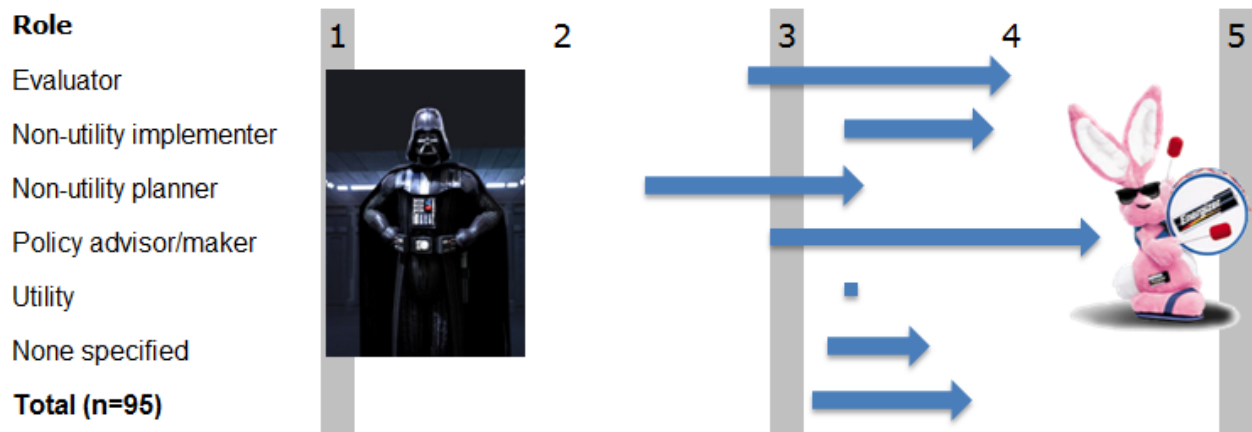 Role 1 2 3 4 5
Evaluator
Non-utility implementer
Non-utility planner
Policy advisor/maker
Energizer
Utility
None specified
Total (n=95)